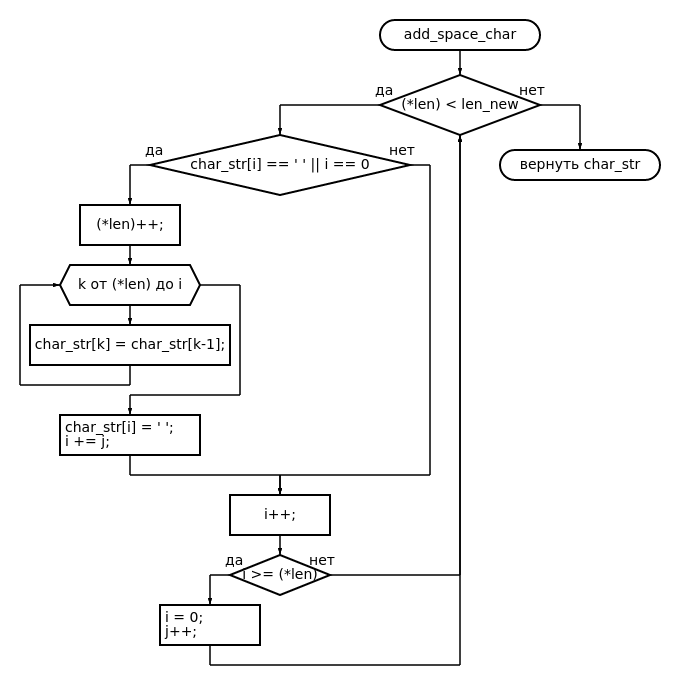 add_space_char
да
нет
(*len) < len_new
да
нет
char_str[i] == ' ' || i == 0
вернуть char_str
(*len)++;
k от (*len) до i
char_str[k] = char_str[k-1];
char_str[i] = ' ';
i += j;
i++;
да
нет
i >= (*len)
i = 0;
j++;